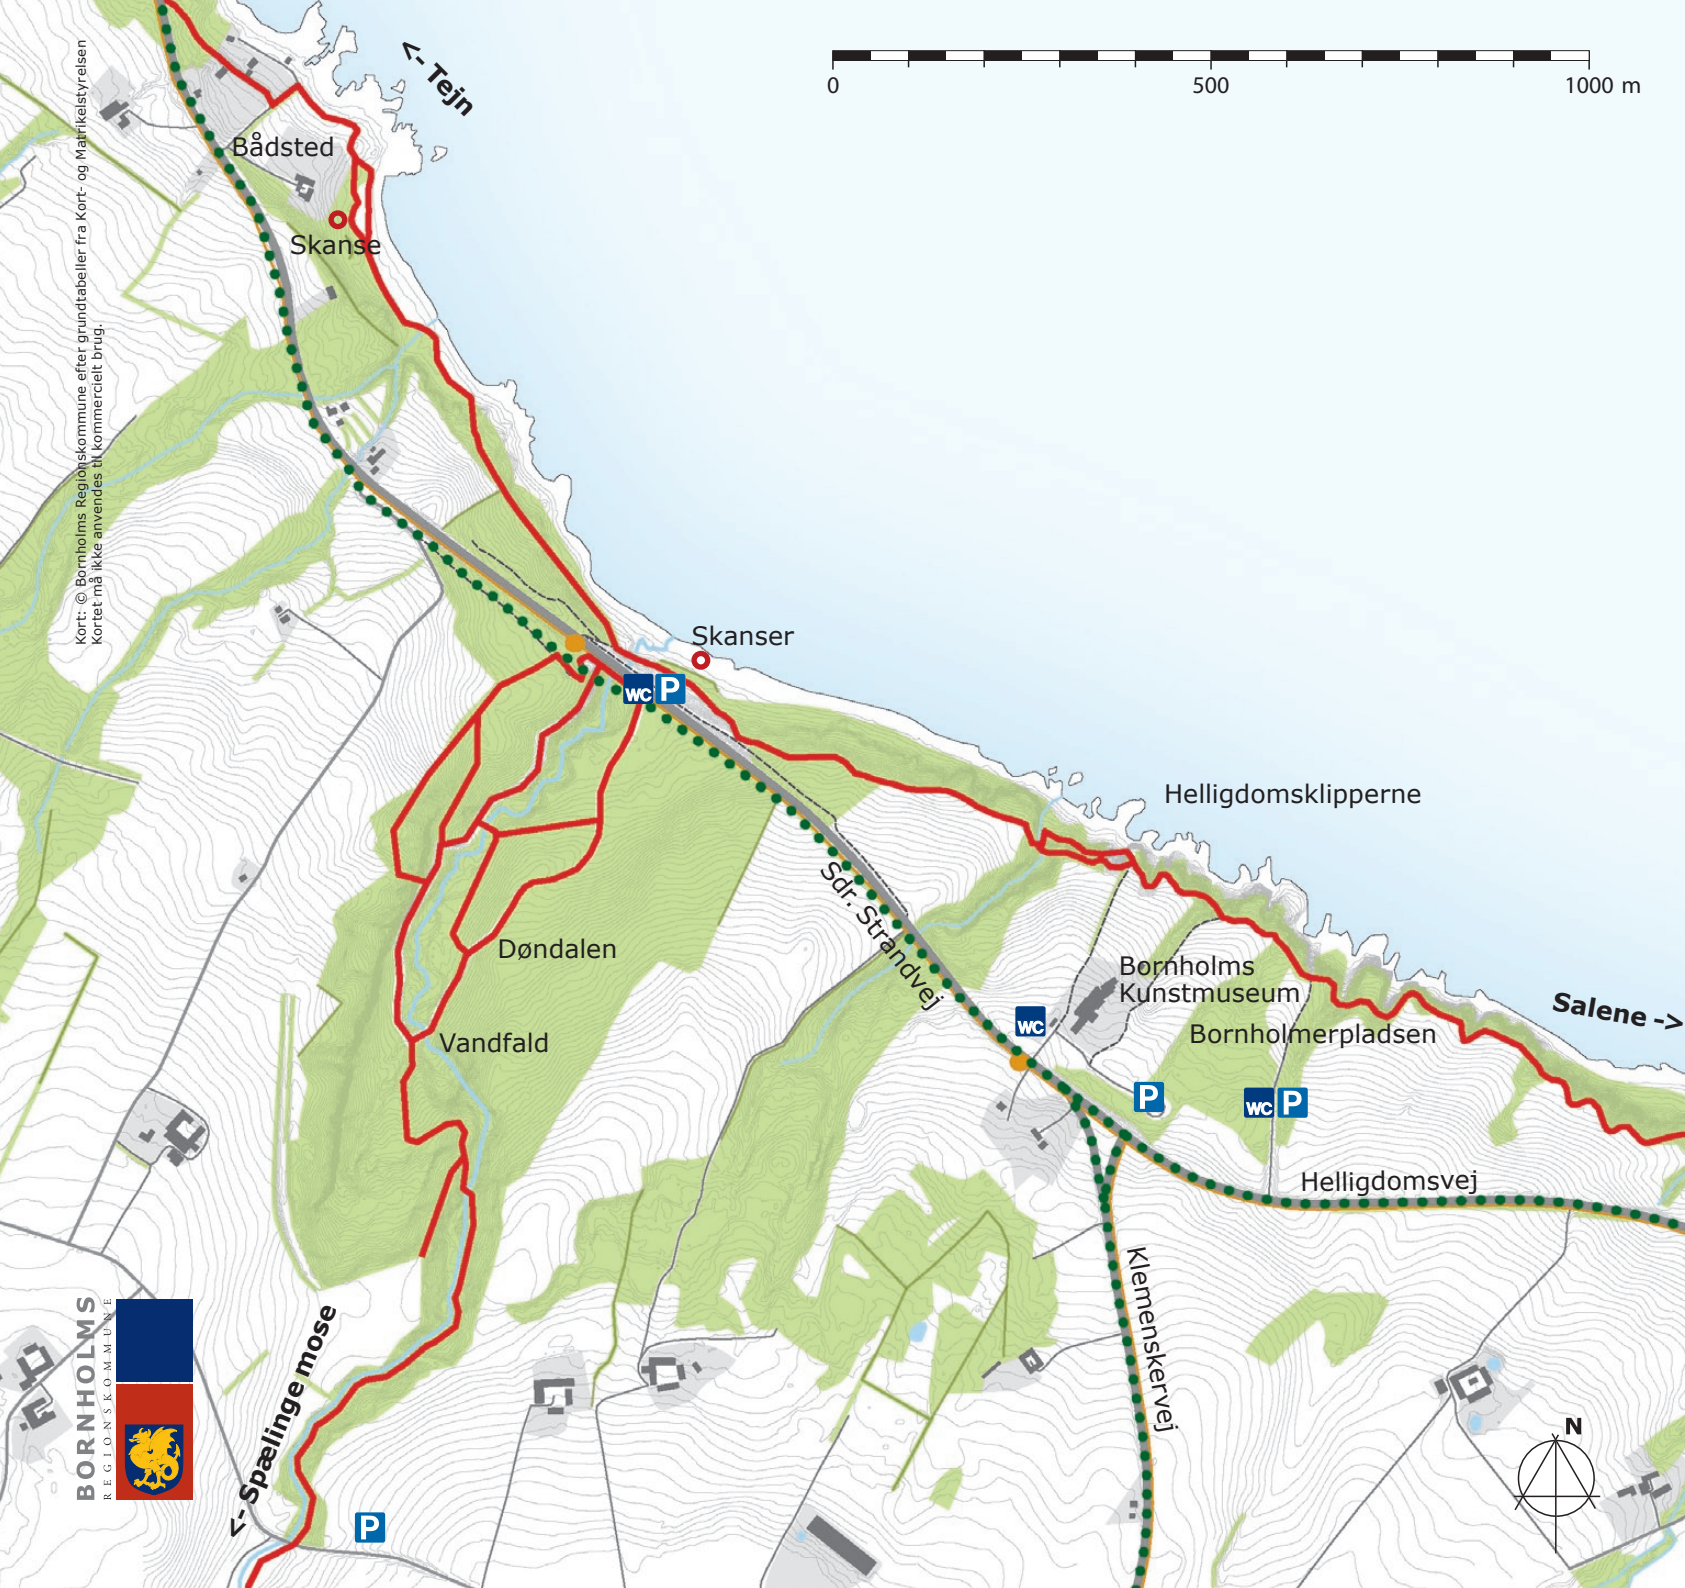 <- Tejn
0 500 1000 m
Bådsted
Skanse
Kort: © Bornholms Regionskommune efter grundtabeller fra Kort- og Matrikelstyrelsen
Kortet må ikke anvendes til kommercielt brug.
Skanser
WC P
Helligdomsklipperne
Sdr. Strandvej
Døndalen
Bornholms
Kunstmuseum
Salene ->
WC
Bornholmerpladsen
Vandfald
P
WC P
Helligdomsvej
Klemenskervej
<- Spælinge mose
BORNHOLMS
REGIONSKOMMUNE
N
P